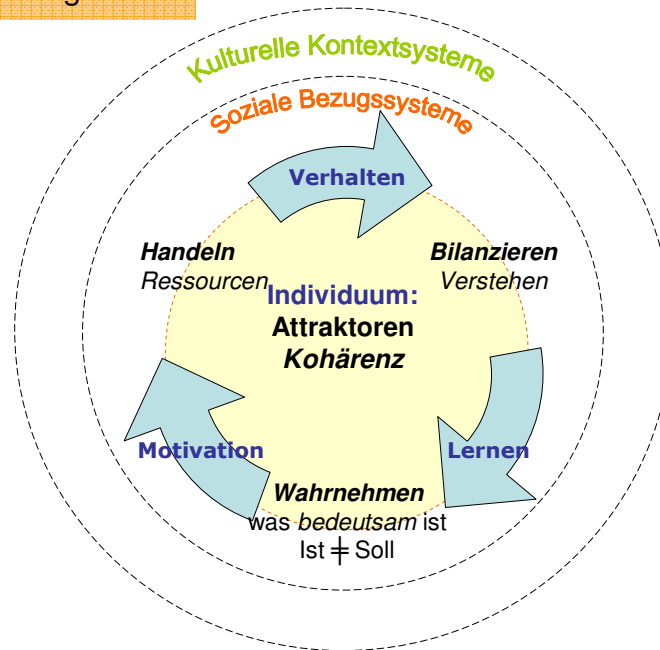 Kulturelle Kontextsysteme
Soziale Bezugssysteme
Verhalten
Handeln
Ressourcen
Bilanzieren
Verstehen
Individuum:
Attraktoren
Kohärenz
Motivation
Lernen
Wahrnehmen
was bedeutsam ist
Ist ╪ Soll